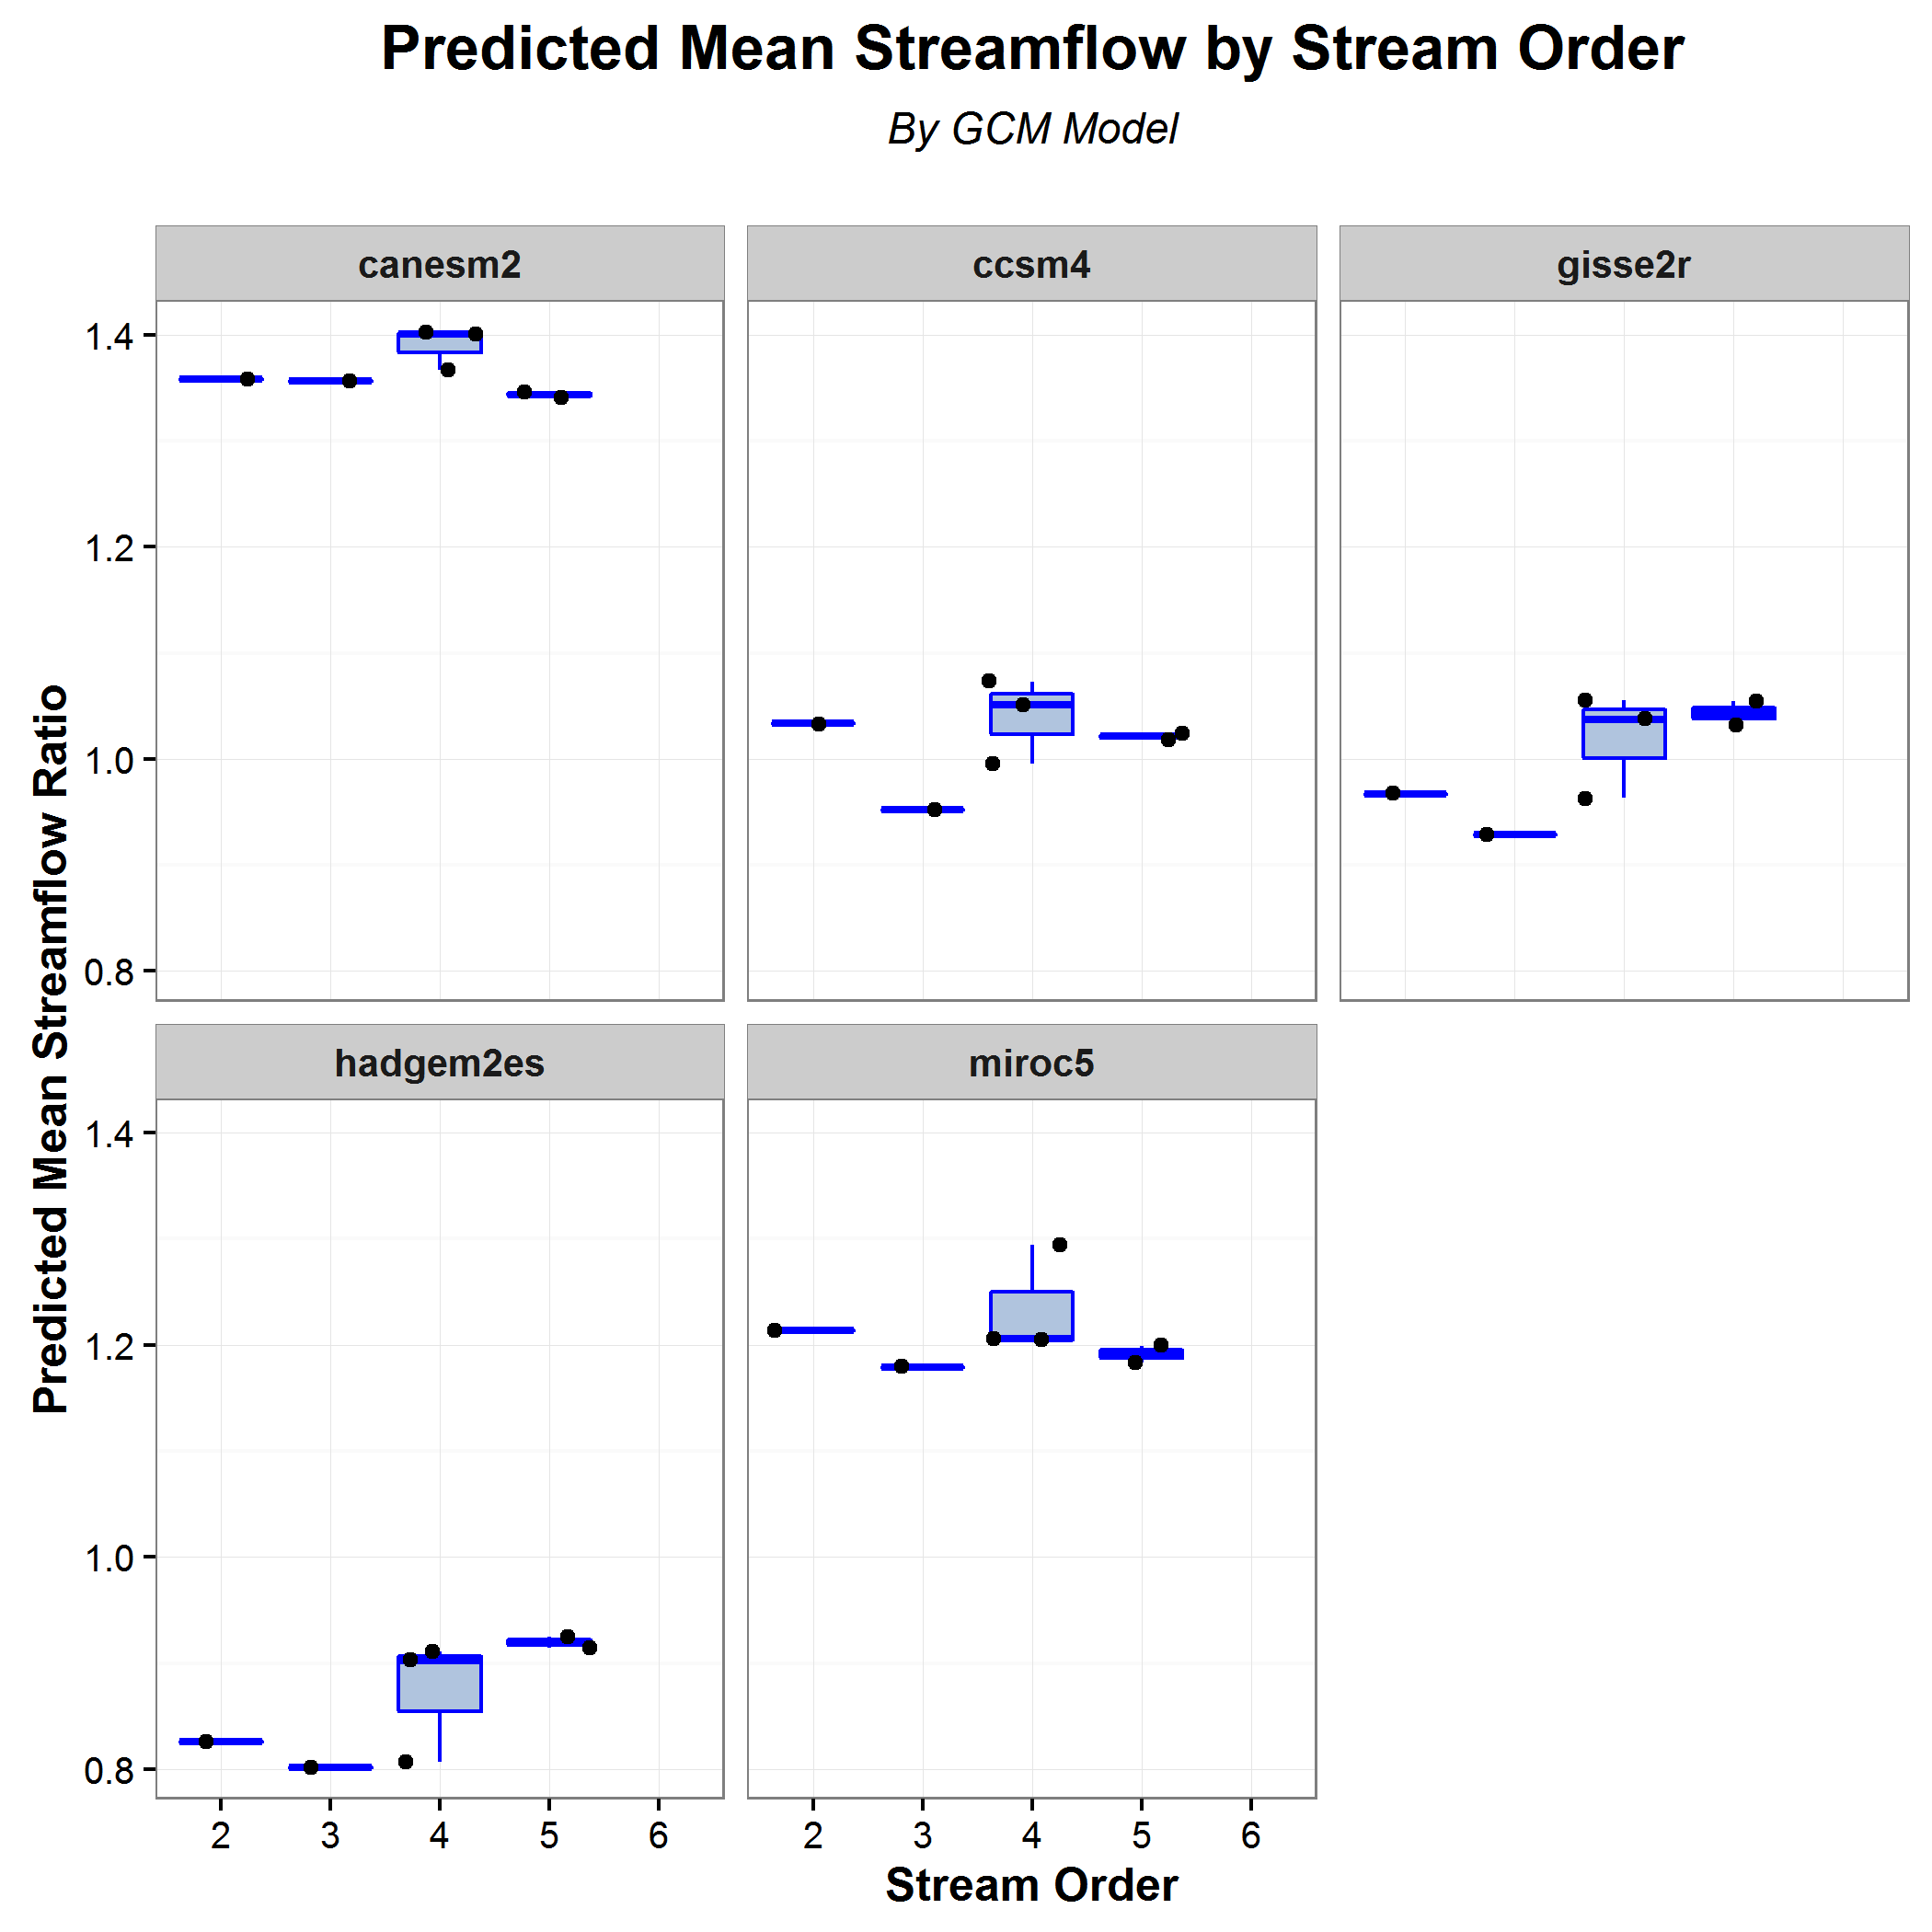 Predicted Mean Streamflow by Stream Order
By GCM Model
canesm2
ccsm4
gisse2r
1.4
1.2
1.0
0.8
hadgem2es
miroc5
1.4
1.2
1.0
0.8
2 3 4 5 6
2 3 4 5 6
Stream Order
Predicted Mean Streamflow Ratio